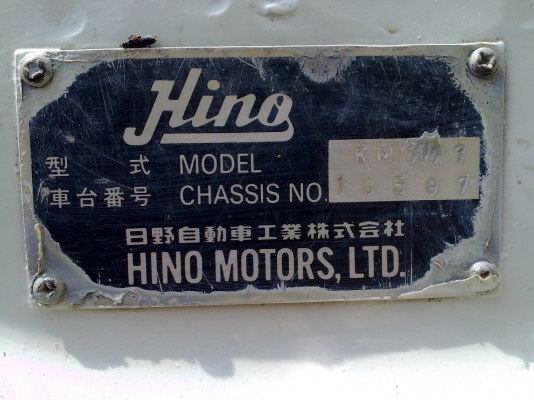 Hino
型式 MODEL
車台番号 CHASSIS NO. 10597
日野自動車工業株式会社
HINO MOTORS, LTD.